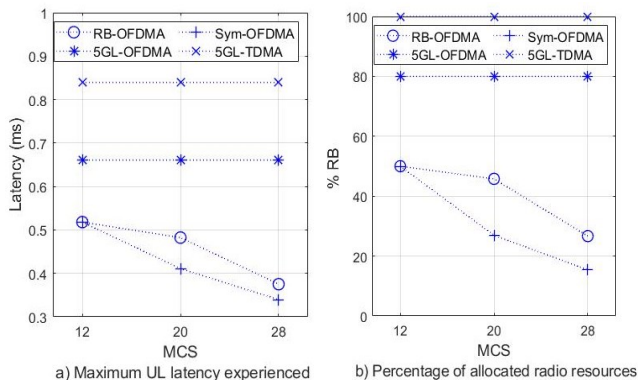 1
RB-OFDMA
Sym-OFDMA
5GL-OFDMA
5GL-TDMA
0.9
0.8
0.7
0.6
0.5
0.4
0.3
Latency (ms)
12
20
28
MCS
a) Maximum UL latency experienced
100
RB-OFDMA
Sym-OFDMA
5GL-OFDMA
5GL-TDMA
80
60
40
20
0
% RB
12
20
28
MCS
b) Percentage of allocated radio resources